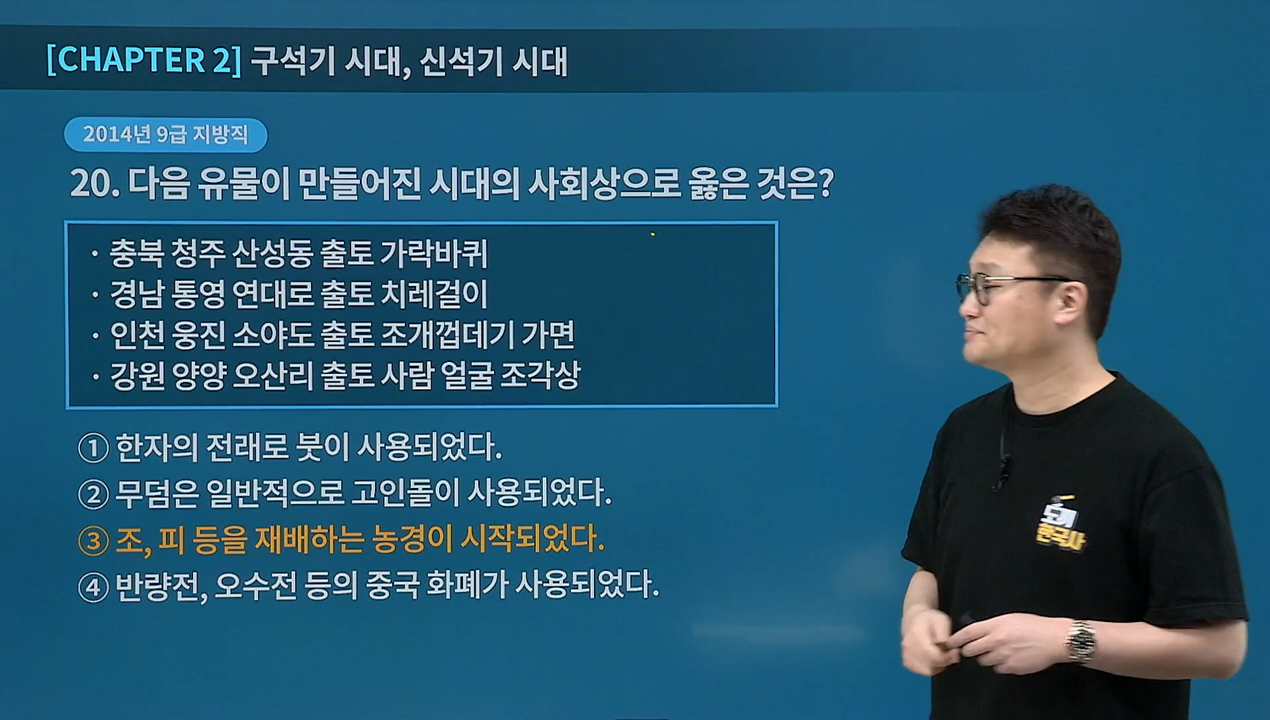 [CHAPTER 2] 구석기 시대, 신석기 시대
2014년 9급 지방직
20. 다음 유물이 만들어진 시대의 사회상으로 옳은 것은?
· 충북 청주 산성동 출토 가락바퀴
· 경남 통영 연대로 출토 치레걸이
· 인천 웅진 소야도 출토 조개껍데기 가면
· 강원 양양 오산리 출토 사람 얼굴 조각상
① 한자의 전래로 붓이 사용되었다.
② 무덤은 일반적으로 고인돌이 사용되었다.
③ 조, 피 등을 재배하는 농경이 시작되었다.
④ 반량전, 오수전 등의 중국 화폐가 사용되었다.
한국사